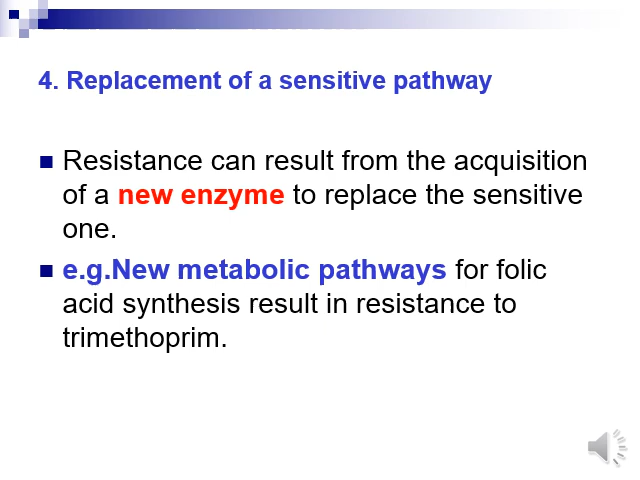 4. Replacement of a sensitive pathway
Resistance can result from the acquisition
of a new enzyme to replace the sensitive
one.
e.g.New metabolic pathways for folic
acid synthesis result in resistance to
trimethoprim.